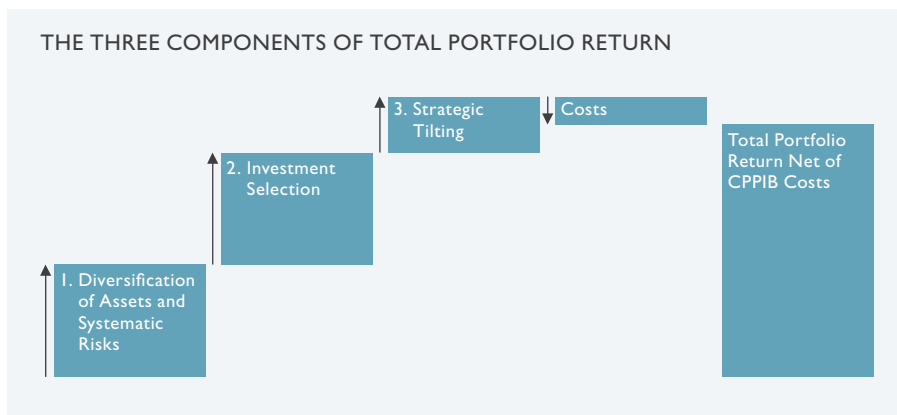 THE THREE COMPONENTS OF TOTAL PORTFOLIO RETURN
3. Strategic
Tilting
Costs
Total Portfolio
Return Net of
CPPIB Costs
2. Investment
Selection
1. Diversification
of Assets and
Systematic
Risks